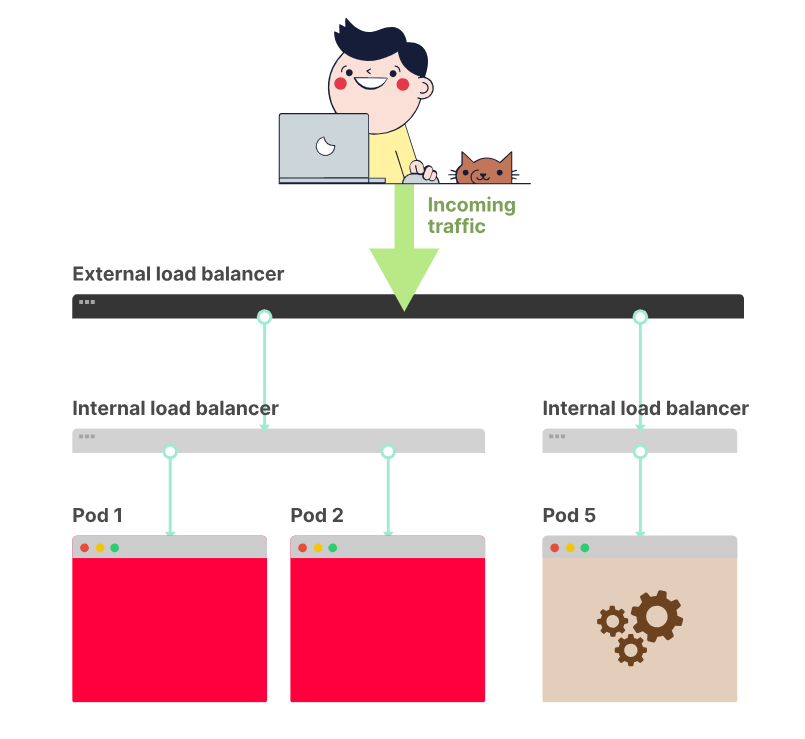 Incoming
traffic
External load balancer
Internal load balancer
Internal load balancer
Pod 1
Pod 2
Pod 5